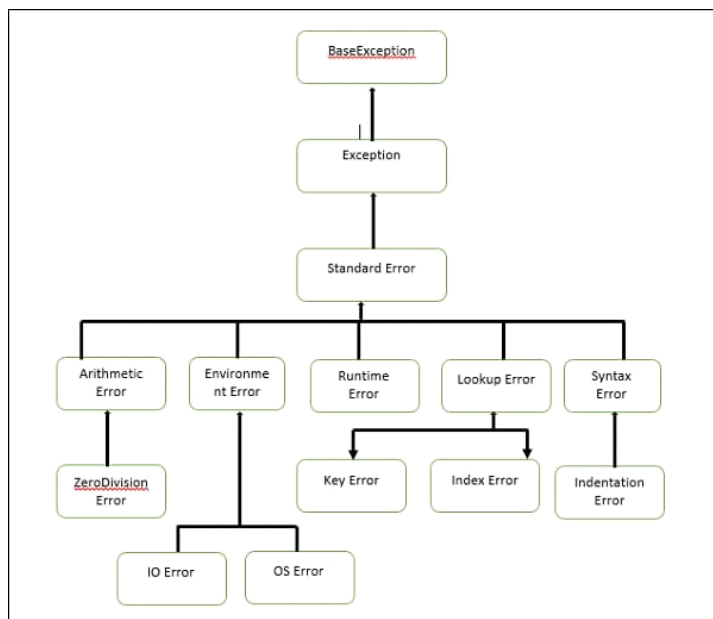 BaseException
Exception
Standard Error
Arithmetic
Error
Environme
nt Error
Runtime
Error
Lookup Error
Syntax
Error
ZeroDivision
Error
Key Error
Index Error
Indentation
Error
IO Error
OS Error